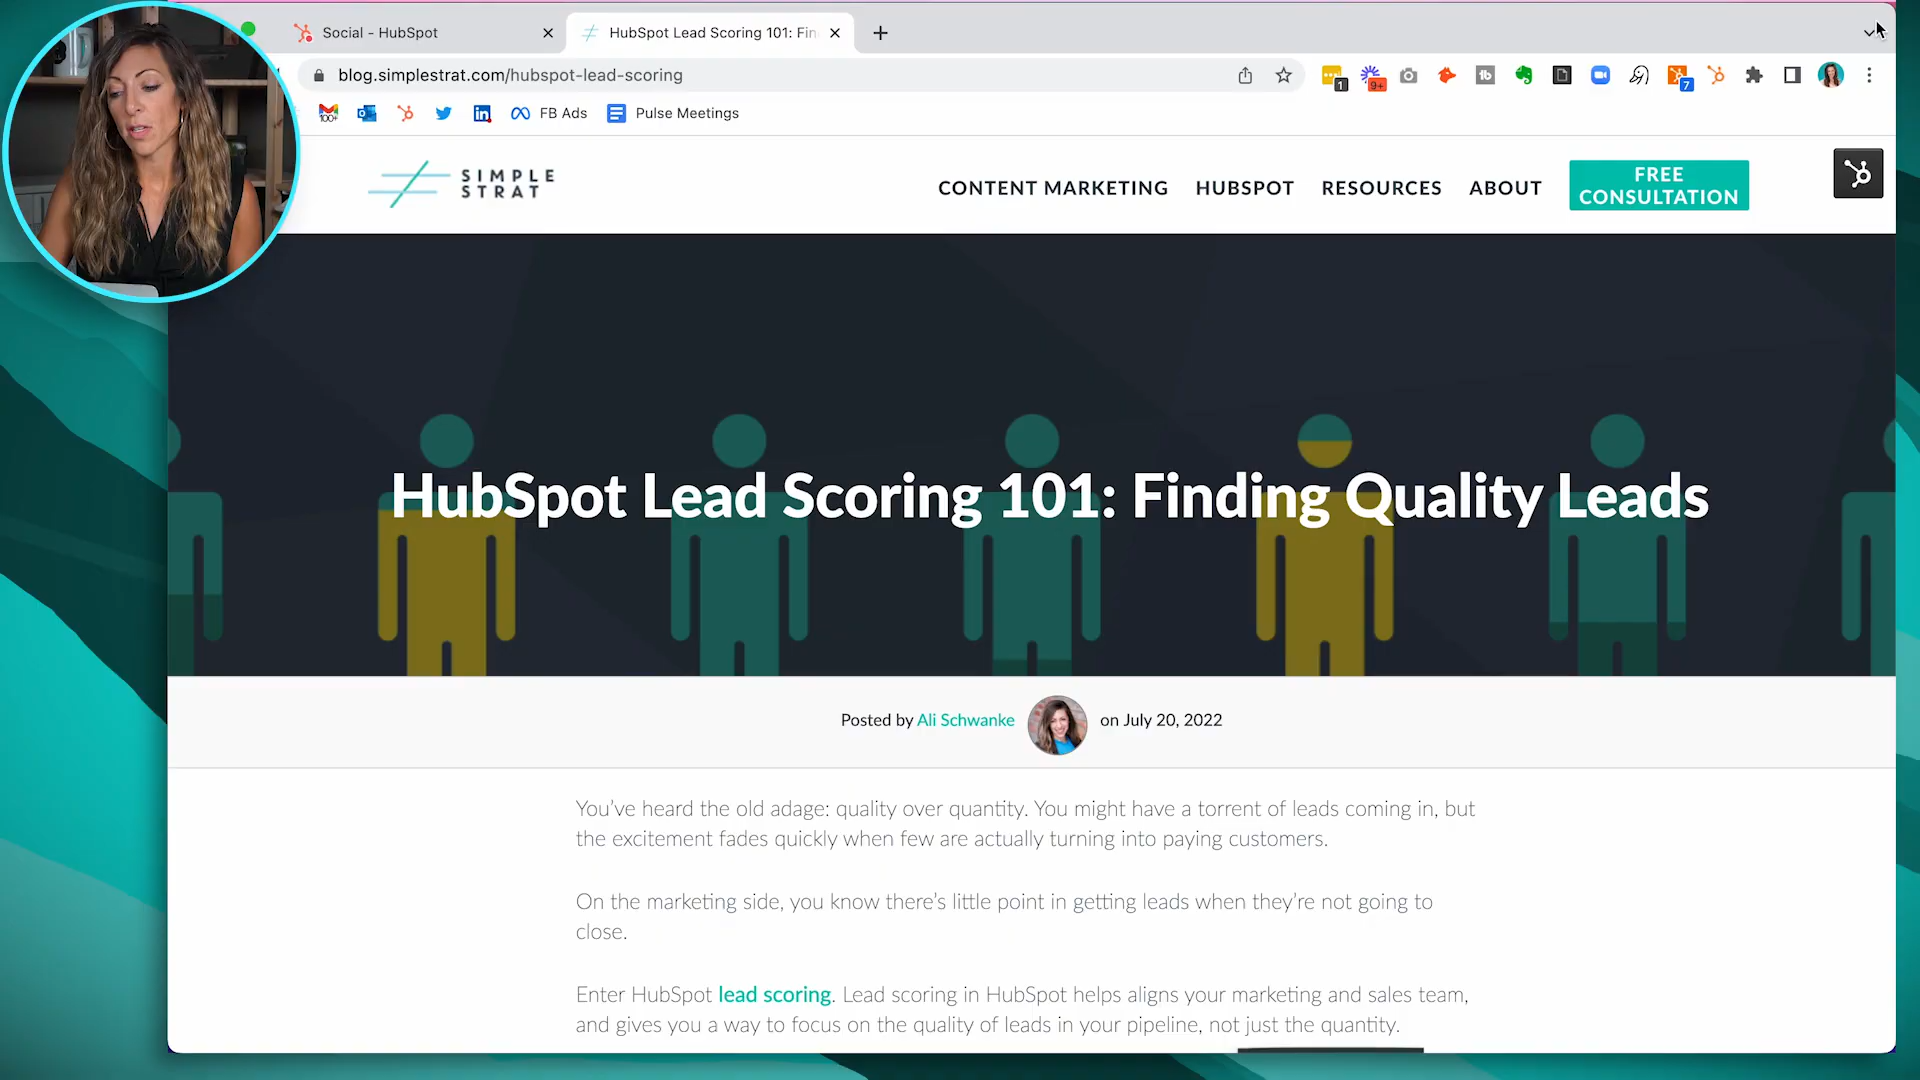 Social - HubSpot
HubSpot Lead Scoring 101: Fin
blog.simplestrat.com/hubspot-lead-scoring
1
9+
7
100+
FB Ads
Pulse Meetings
SIMPLE
STRAT
CONTENT MARKETING
HUBSPOT
RESOURCES
ABOUT
FREE
CONSULTATION
HubSpot Lead Scoring 101: Finding Quality Leads
Posted by Ali Schwanke on July 20, 2022
You've heard the old adage: quality over quantity. You might have a torrent of leads coming in, but
the excitement fades quickly when few are actually turning into paying customers.
On the marketing side, you know there's little point in getting leads when they're not going to
close.
Enter HubSpot lead scoring. Lead scoring in HubSpot helps aligns your marketing and sales team,
and gives you a way to focus on the quality of leads in your pipeline, not just the quantity.